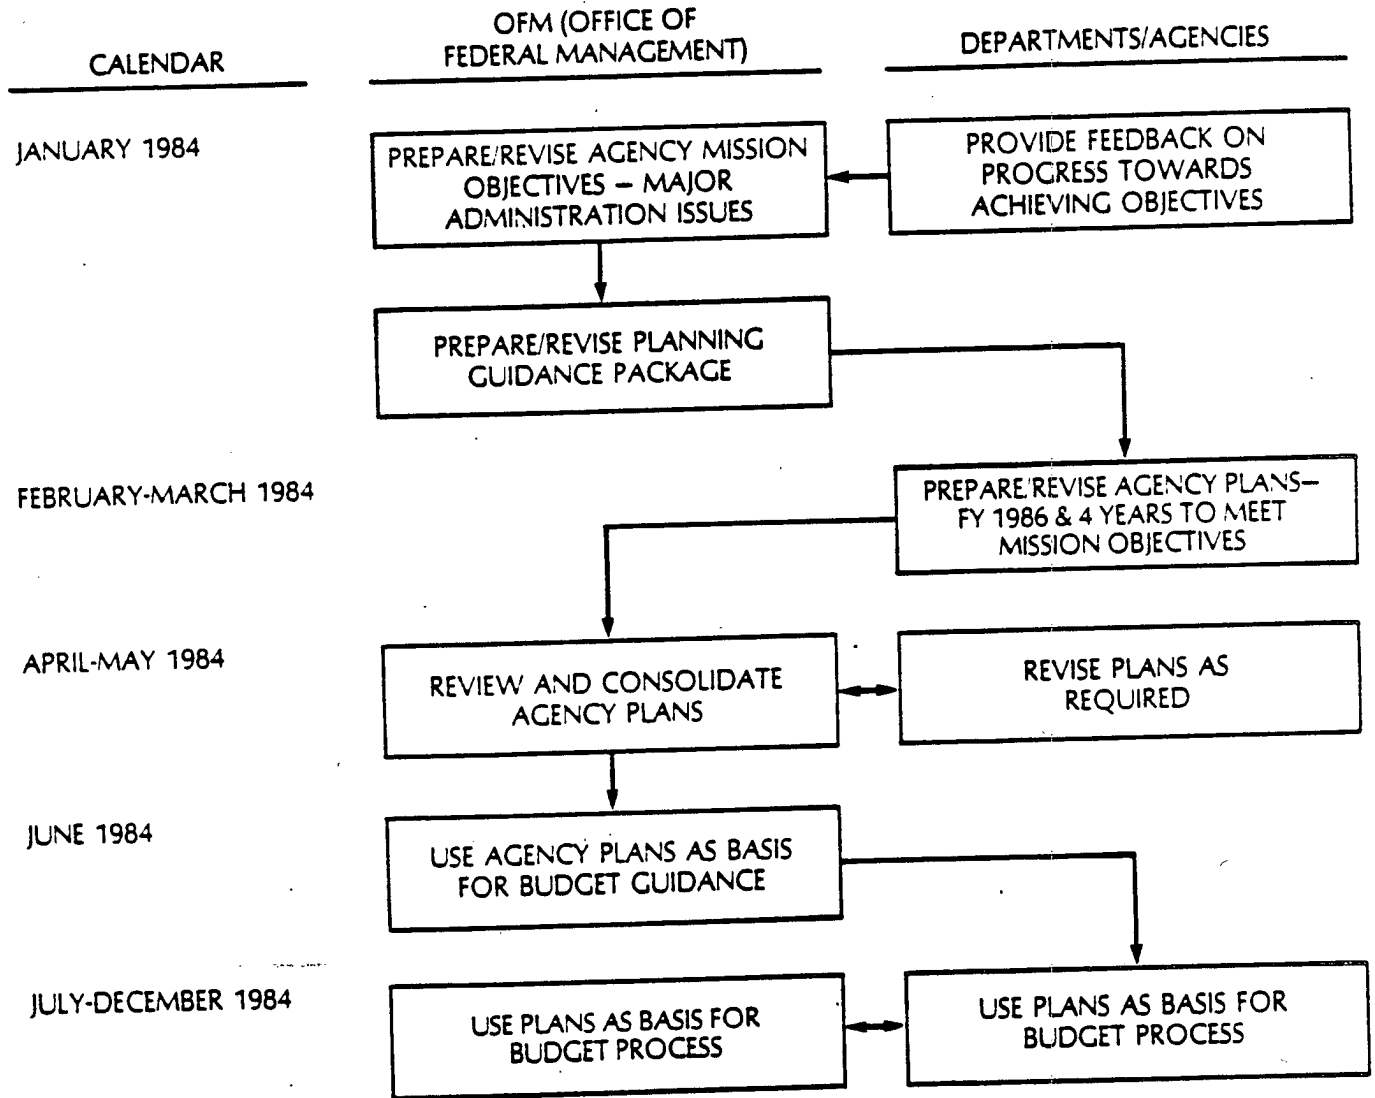 CALENDAR
OFM (OFFICE OF
FEDERAL MANAGEMENT)
DEPARTMENTS/AGENCIES
JANUARY 1984
PREPARE/REVISE AGENCY MISSION
OBJECTIVES – MAJOR
ADMINISTRATION ISSUES
PROVIDE FEEDBACK ON
PROGRESS TOWARDS
ACHIEVING OBJECTIVES
PREPARE/REVISE PLANNING
GUIDANCE PACKAGE
FEBRUARY-MARCH 1984
PREPARE/REVISE AGENCY PLANS–
FY 1986 & 4 YEARS TO MEET
MISSION OBJECTIVES
APRIL-MAY 1984
REVIEW AND CONSOLIDATE
AGENCY PLANS
REVISE PLANS AS
REQUIRED
JUNE 1984
USE AGENCY PLANS AS BASIS
FOR BUDGET GUIDANCE
JULY-DECEMBER 1984
USE PLANS AS BASIS FOR
BUDGET PROCESS
USE PLANS AS BASIS FOR
BUDGET PROCESS